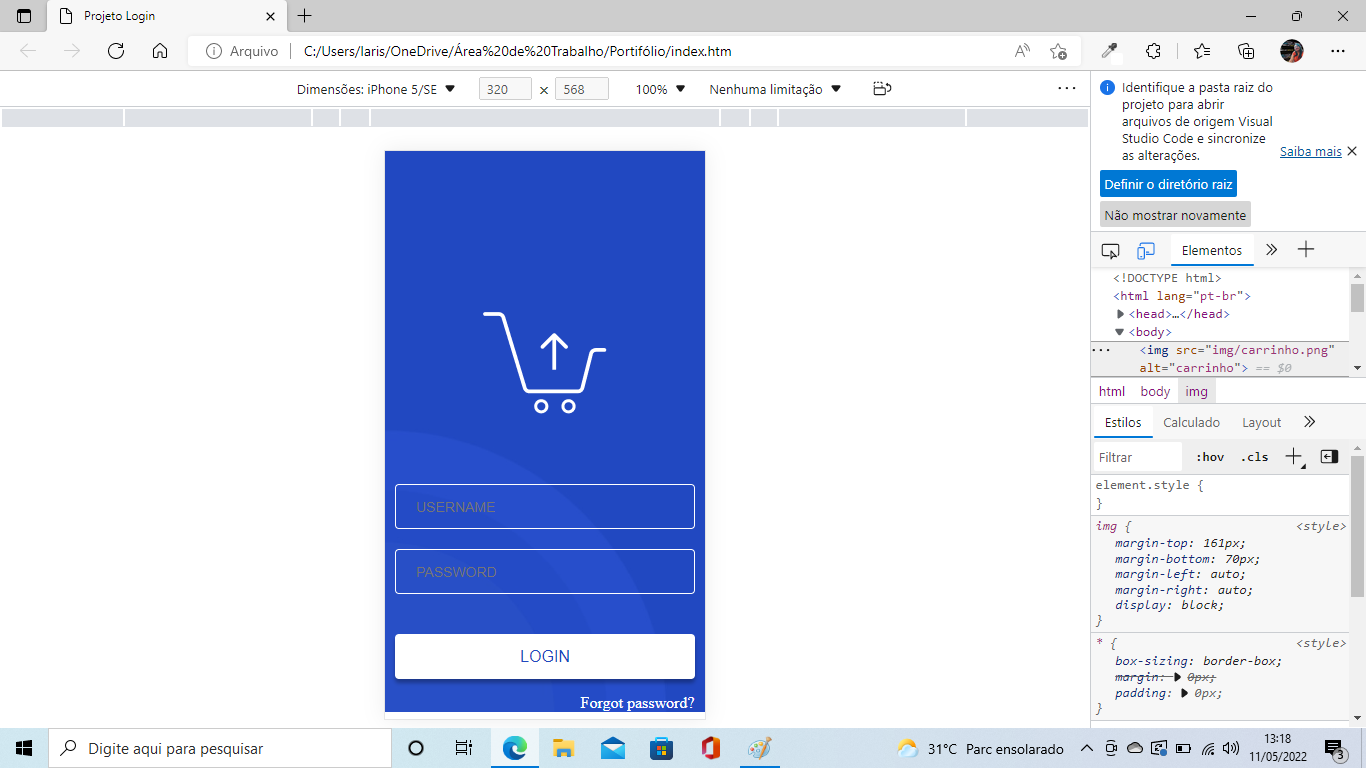 Projeto Login
Arquivo
C:/Users/laris/OneDrive/Área%20de%20Trabalho/Portifólio/index.htm
Dimensões: iPhone 5/SE
320
×
568
100%
Nenhuma limitação
USERNAME
PASSWORD
LOGIN
Forgot password?
Identifique a pasta raiz do
projeto para abrir
arquivos de origem Visual
Studio Code e sincronize
as alterações.
Saiba mais
Definir o diretório raiz
Não mostrar novamente
Elementos
<!DOCTYPE html>
<html lang="pt-br">
<head>…</head>
<body>
<img src="img/carrinho.png"
alt="carrinho"> == $0
html body img
Estilos Calculado Layout
Filtrar :hov .cls
element.style {
}
img { <style>
margin-top: 161px;
margin-bottom: 70px;
margin-left: auto;
margin-right: auto;
display: block;
}
* { <style>
box-sizing: border-box;
margin: 0px;
padding: 0px;
}
Digite aqui para pesquisar
31°C Parc ensolarado
13:18
11/05/2022
3